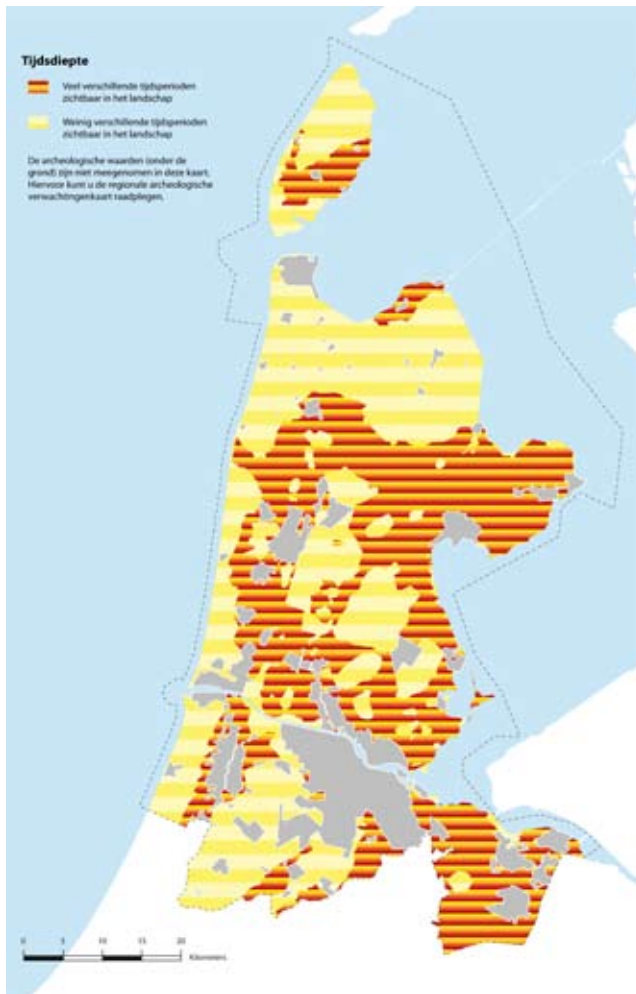 Tijdsdiepte
Veel verschillende tijdsperioden
zichtbaar in het landschap
Weinig verschillende tijdsperioden
zichtbaar in het landschap
De archeologische waarden (onder de
grond) zijn niet meegenomen in deze kaart.
Hiervoor kunt u de regionale archeologische
verwachtingenkaart raadplegen.
0 5 10 15 20
Kilometers